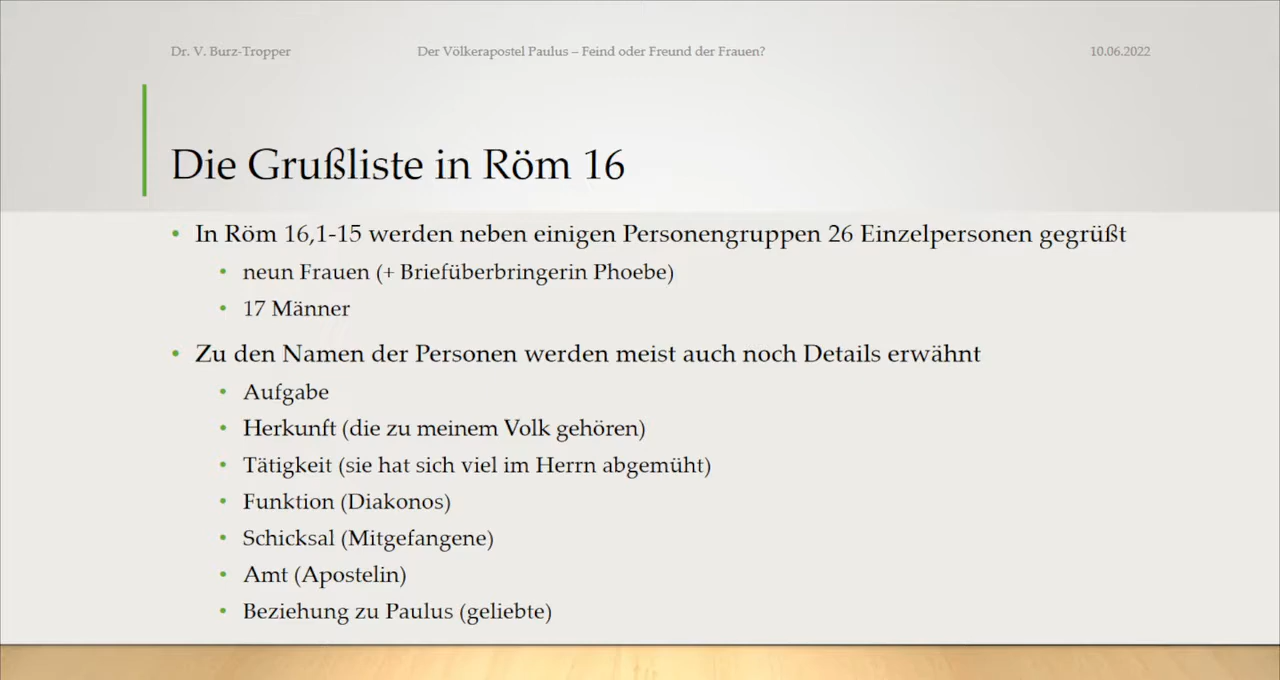 Dr. V. Burz-Tropper
Der Völkerapostel Paulus – Feind oder Freund der Frauen?
10.06.2022
Die Grußliste in Röm 16
• In Röm 16,1-15 werden neben einigen Personengruppen 26 Einzelpersonen gegrüßt
• neun Frauen (+ Briefüberbringerin Phoebe)
• 17 Männer
• Zu den Namen der Personen werden meist auch noch Details erwähnt
• Aufgabe
• Herkunft (die zu meinem Volk gehören)
• Tätigkeit (sie hat sich viel im Herrn abgemüht)
• Funktion (Diakonos)
• Schicksal (Mitgefangene)
• Amt (Apostelin)
• Beziehung zu Paulus (geliebte)